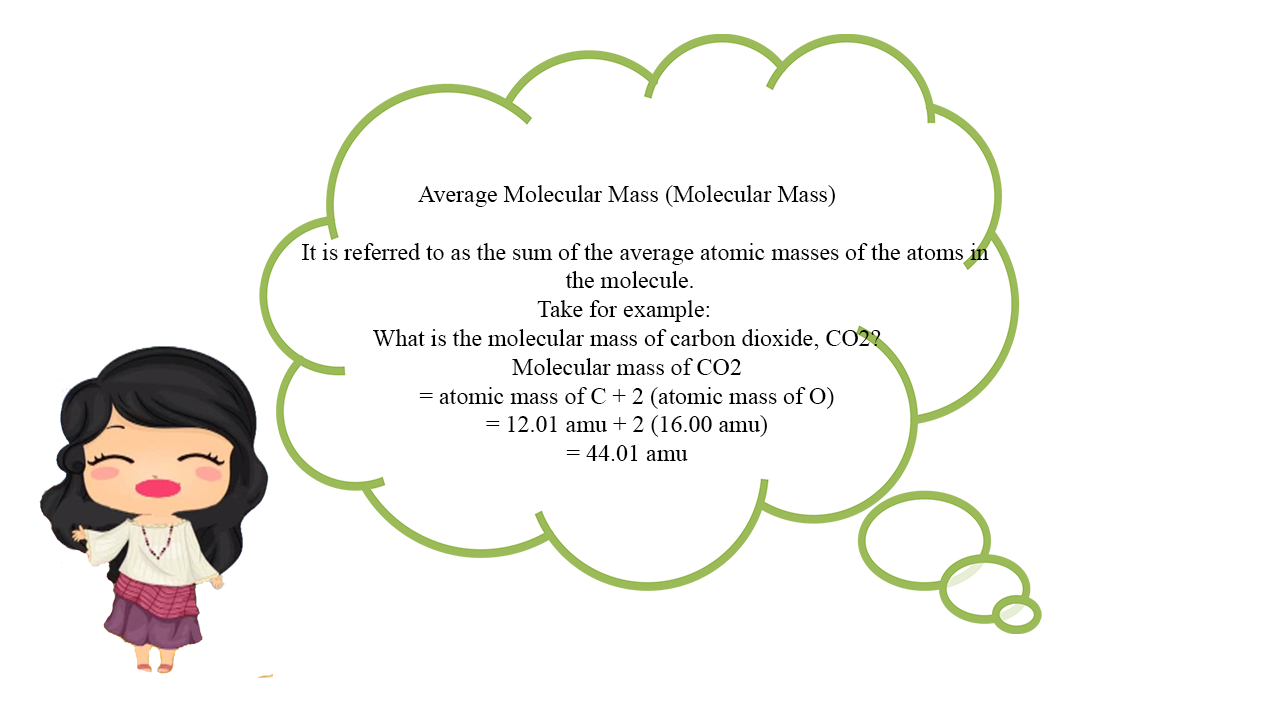 Average Molecular Mass (Molecular Mass)
It is referred to as the sum of the average atomic masses of the atoms in
the molecule.
Take for example:
What is the molecular mass of carbon dioxide, CO2?
Molecular mass of CO2
= atomic mass of C + 2 (atomic mass of O)
= 12.01 amu + 2 (16.00 amu)
= 44.01 amu